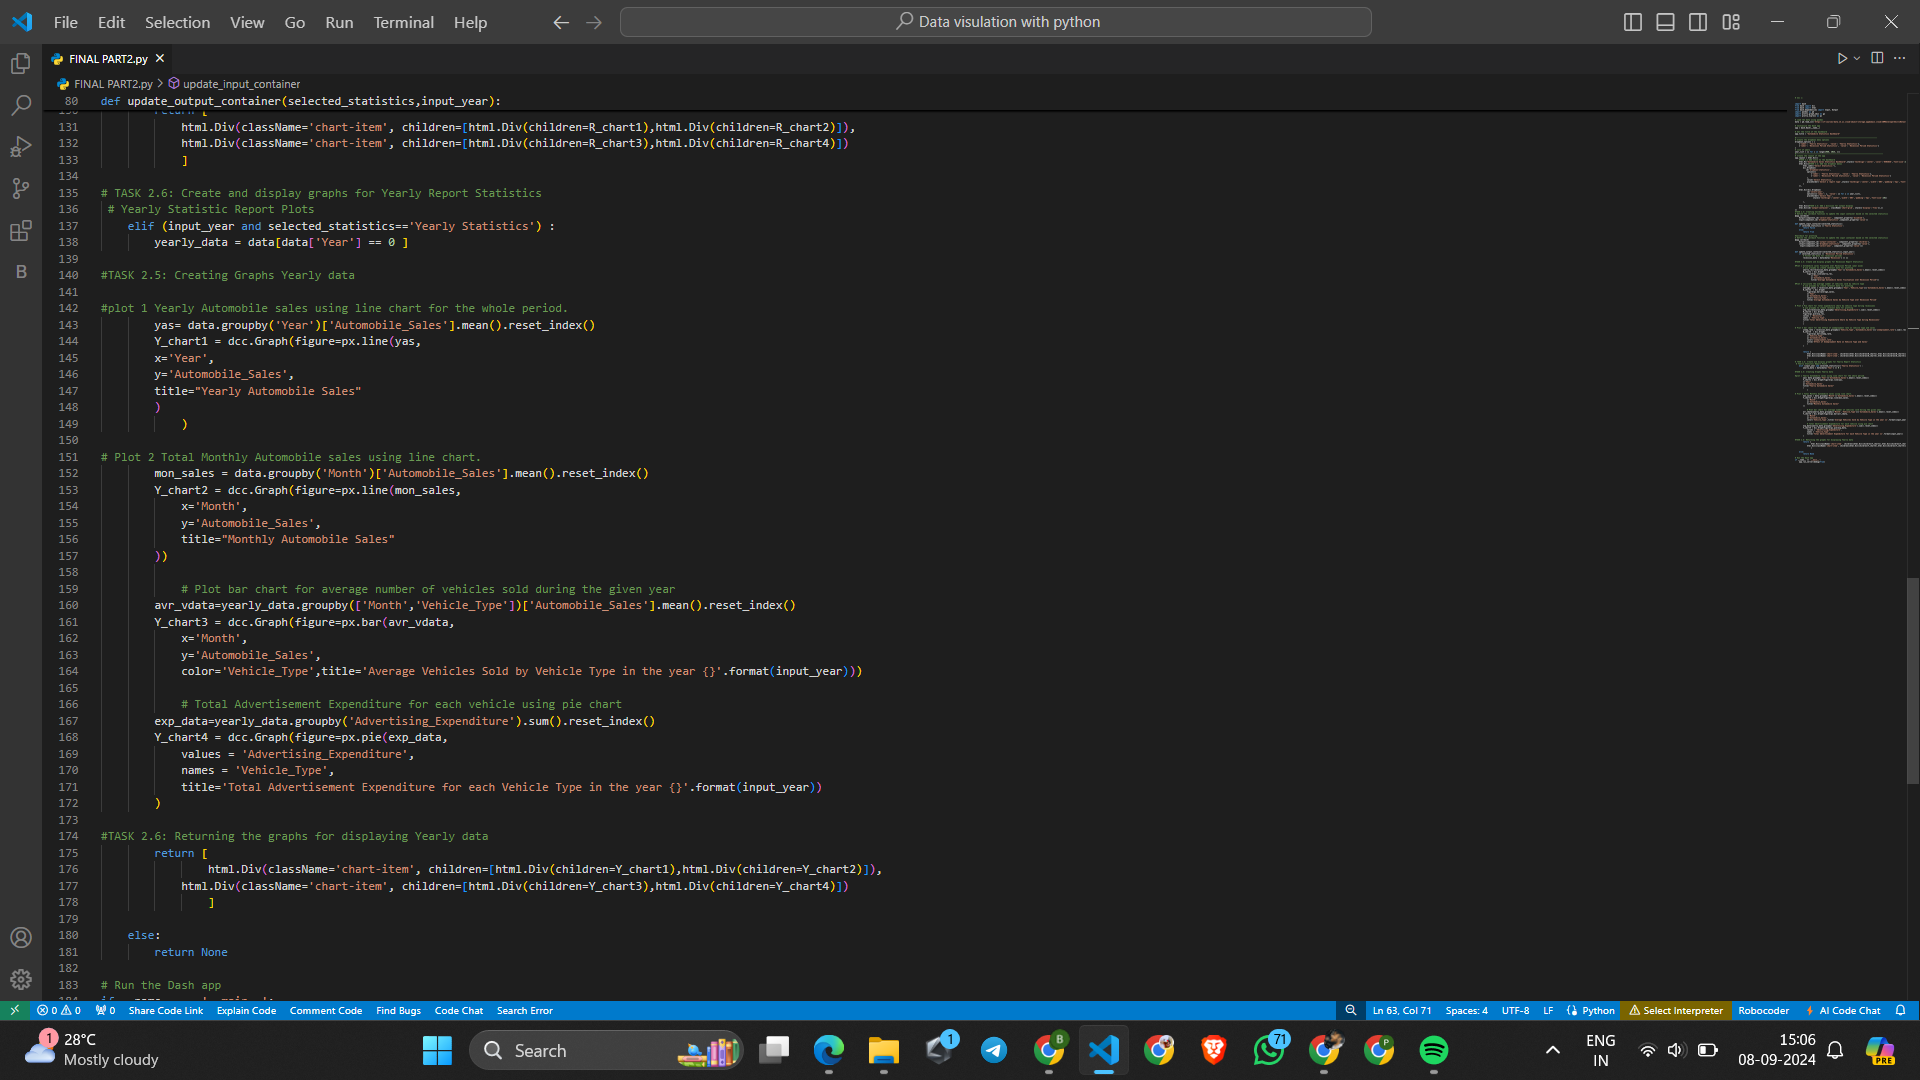 File Edit Selection View Go Run Terminal Help
Data visulation with python
FINAL PART2.py
FINAL PART2.py > update_input_container
80 def update_output_container(selected_statistics,input_year):
130 return [
131 html.Div(className='chart-item', children=[html.Div(children=R_chart1),html.Div(children=R_chart2)]),
132 html.Div(className='chart-item', children=[html.Div(children=R_chart3),html.Div(children=R_chart4)])
133 ]
134
135 # TASK 2.6: Create and display graphs for Yearly Report Statistics
136 # Yearly Statistic Report Plots
137 elif (input_year and selected_statistics=='Yearly Statistics') :
138 yearly_data = data[data['Year'] == 0 ]
139
140 #TASK 2.5: Creating Graphs Yearly data
141
142 #plot 1 Yearly Automobile sales using line chart for the whole period.
143 yas= data.groupby('Year')['Automobile_Sales'].mean().reset_index()
144 Y_chart1 = dcc.Graph(figure=px.line(yas,
145 x='Year',
146 y='Automobile_Sales',
147 title="Yearly Automobile Sales"
148 )
149 )
150
151 # Plot 2 Total Monthly Automobile sales using line chart.
152 mon_sales = data.groupby('Month')['Automobile_Sales'].mean().reset_index()
153 Y_chart2 = dcc.Graph(figure=px.line(mon_sales,
154 x='Month',
155 y='Automobile_Sales',
156 title="Monthly Automobile Sales"
157 ))
158
159 # Plot bar chart for average number of vehicles sold during the given year
160 avr_vdata=yearly_data.groupby(['Month','Vehicle_Type'])['Automobile_Sales'].mean().reset_index()
161 Y_chart3 = dcc.Graph(figure=px.bar(avr_vdata,
162 x='Month',
163 y='Automobile_Sales',
164 color='Vehicle_Type',title='Average Vehicles Sold by Vehicle Type in the year {}'.format(input_year)))
165
166 # Total Advertisement Expenditure for each vehicle using pie chart
167 exp_data=yearly_data.groupby('Advertising_Expenditure').sum().reset_index()
168 Y_chart4 = dcc.Graph(figure=px.pie(exp_data,
169 values = 'Advertising_Expenditure',
170 names = 'Vehicle_Type',
171 title='Total Advertisement Expenditure for each Vehicle Type in the year {}'.format(input_year))
172 )
173
174 #TASK 2.6: Returning the graphs for displaying Yearly data
175 return [
176 html.Div(className='chart-item', children=[html.Div(children=Y_chart1),html.Div(children=Y_chart2)]),
177 html.Div(className='chart-item', children=[html.Div(children=Y_chart3),html.Div(children=Y_chart4)])
178 ]
179
180 else:
181 return None
182
183 # Run the Dash app
0 0 0 Share Code Link Explain Code Comment Code Find Bugs Code Chat Search Error Ln 63, Col 71 Spaces: 4 UTF-8 LF Python Select Interpreter Robocoder AI Code Chat
1 28°C
Mostly cloudy
Search
1
B
71
P
ENG
IN
15:06
08-09-2024
PRE